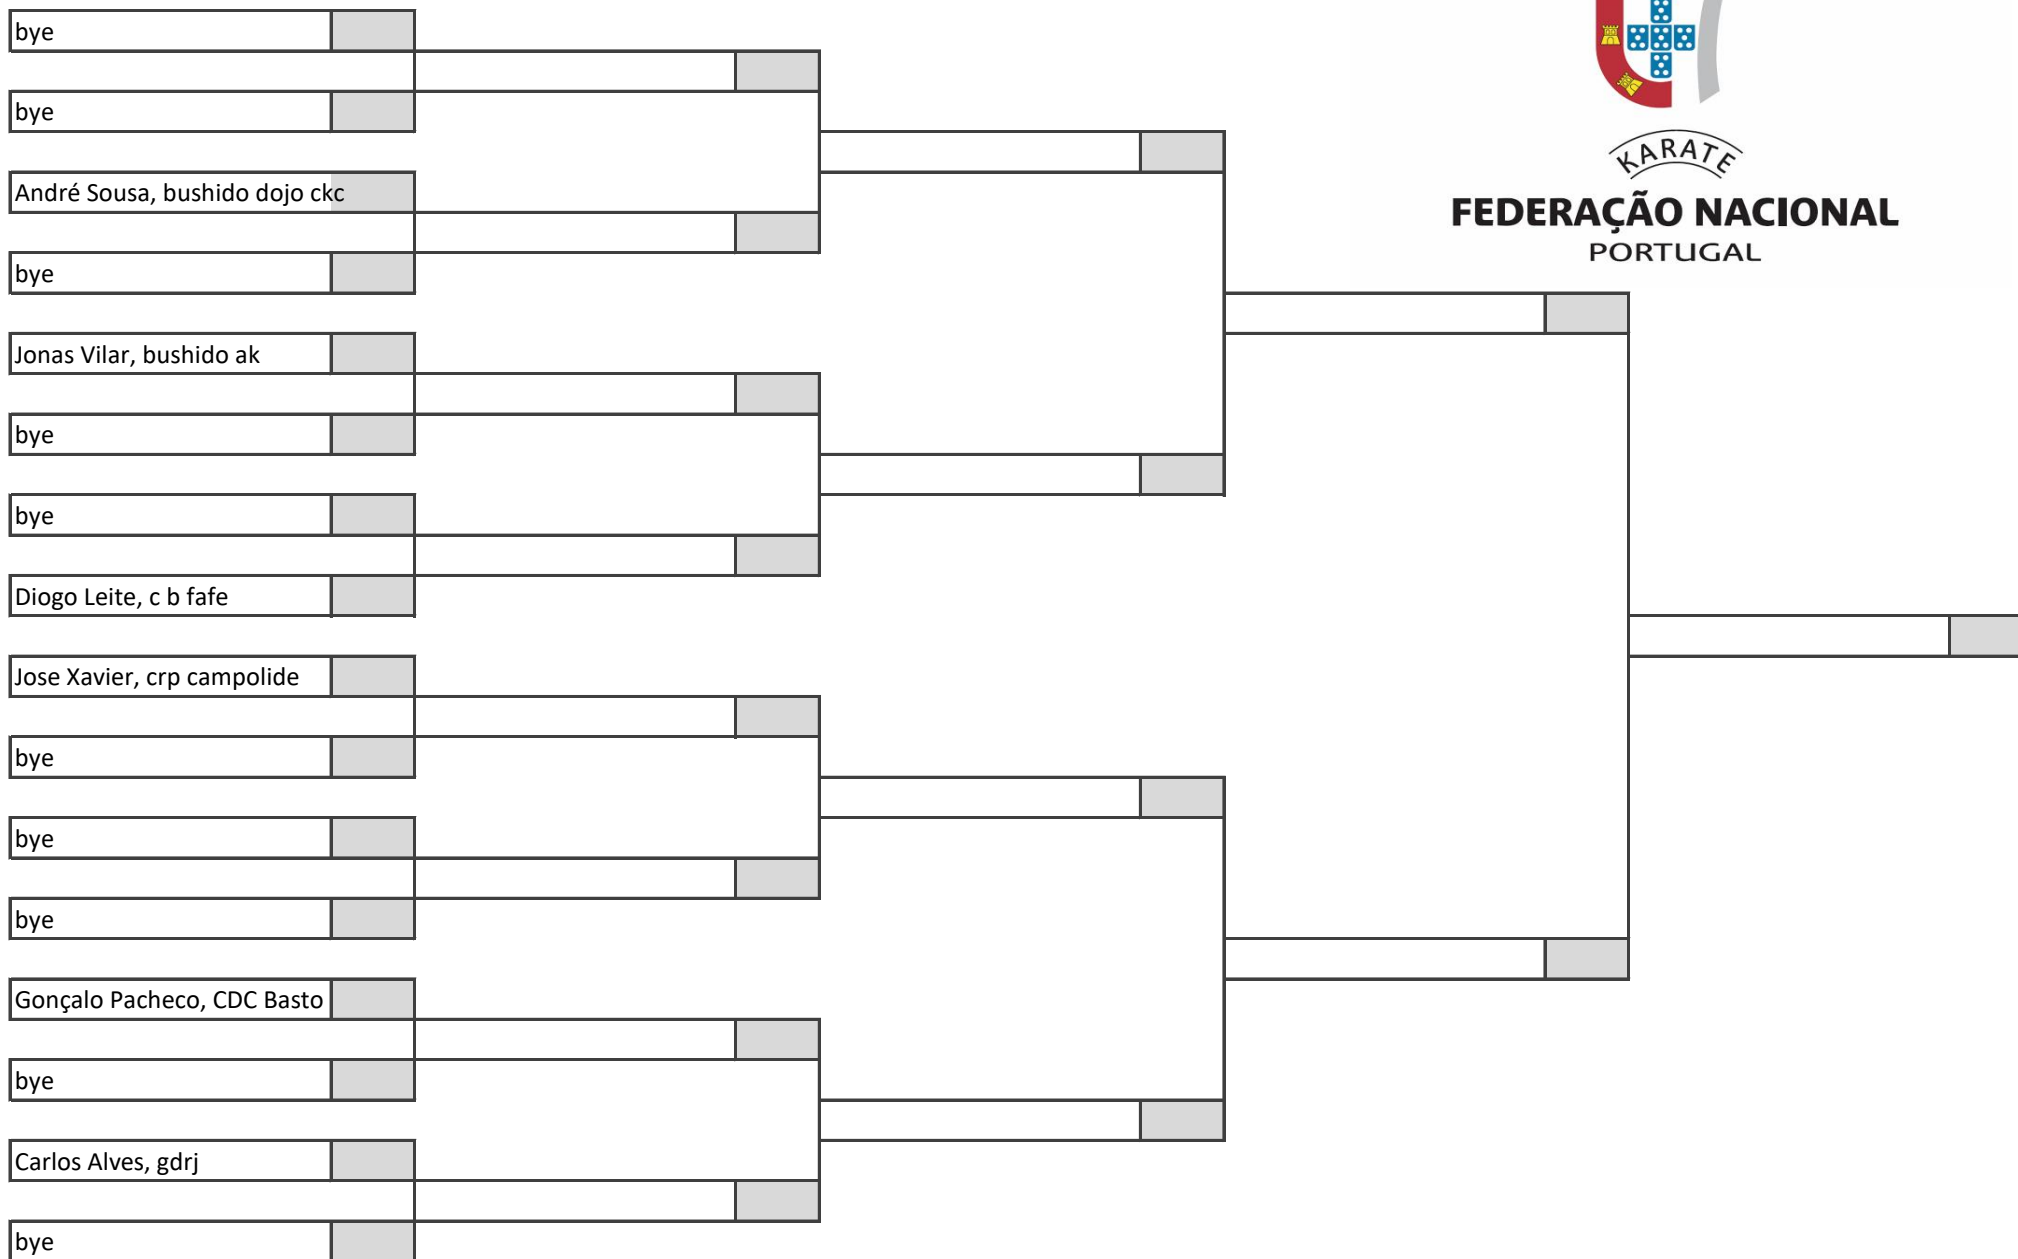 bye
bye
André Sousa, bushido dojo ckc
bye
Jonas Vilar, bushido ak
bye
bye
Diogo Leite, c b fafe
Jose Xavier, crp campolide
bye
bye
bye
Gonçalo Pacheco, CDC Basto
bye
Carlos Alves, gdrj
bye
KARATE
FEDERAÇÃO NACIONAL
PORTUGAL